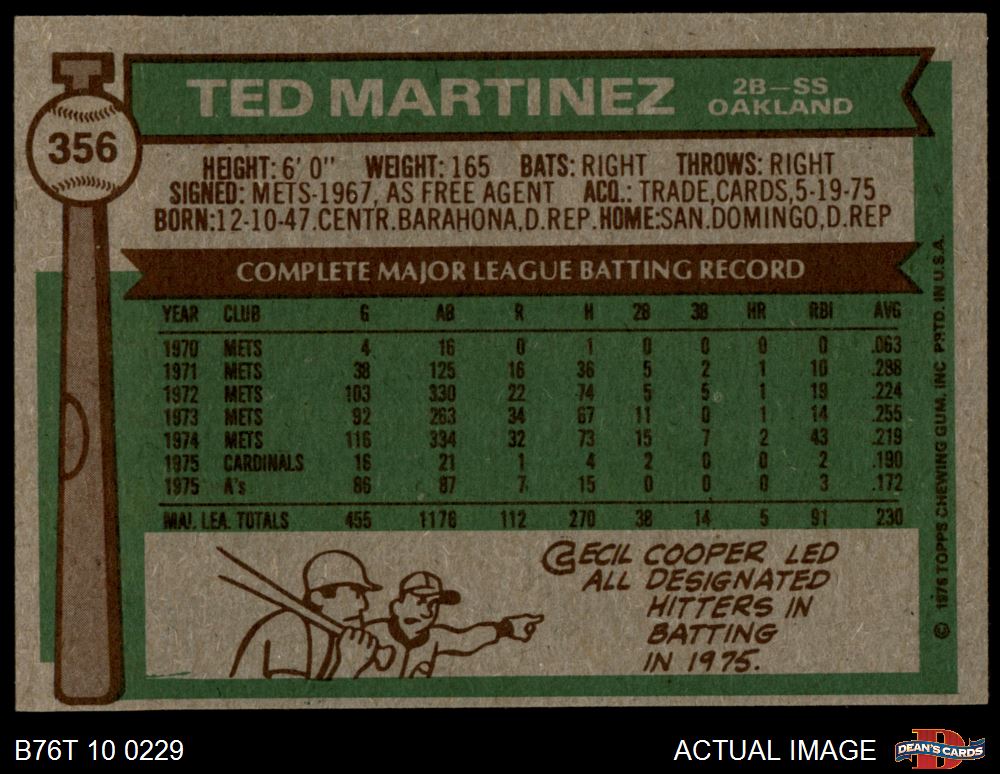 356
TED MARTINEZ 2B—SS
OAKLAND
HEIGHT: 6' 0" WEIGHT: 165 BATS: RIGHT THROWS: RIGHT
SIGNED: METS-1967, AS FREE AGENT ACQ.: TRADE,CARDS,5-19-75
BORN:12-10-47.CENTR.BARAHONA,D.REP.HOME:SAN.DOMINGO,D.REP
COMPLETE MAJOR LEAGUE BATTING RECORD
YEAR CLUB G AB R H 2B 3B HR RBI AVG
1970 METS 4 16 0 1 0 0 0 0 .063
1971 METS 38 125 16 36 5 2 1 10 .288
1972 METS 103 330 22 74 5 5 1 19 .224
1973 METS 92 263 34 67 11 0 1 14 .255
1974 METS 116 334 32 73 15 7 2 43 .219
1975 CARDINALS 16 21 1 4 2 0 0 2 .190
1975 A's 86 87 7 15 0 0 0 3 .172
MAJ. LEA. TOTALS 455 1176 112 270 38 14 5 91 230
CECIL COOPER LED
ALL DESIGNATED
HITTERS IN
BATTING
IN 1975.
© 1976 TOPPS CHEWING GUM, INC PRTD. IN U.S.A.
B76T 10 0229
ACTUAL IMAGE
DEAN'S CARDS